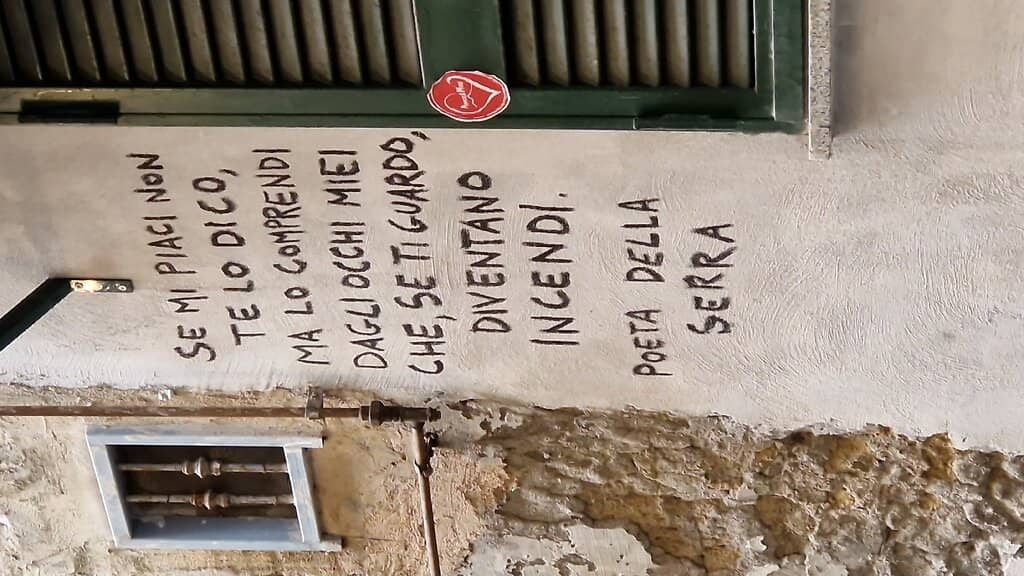 SE MI PIACI NON
TE LO DICO,
MA LO COMPRENDI
DAGLI OCCHI MIEI
CHE, SE TI GUARDO,
DIVENTANO
INCENDI.
POETA DELLA
SERRA